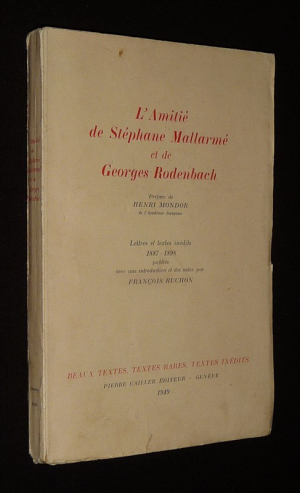 L'Amitié
de Stéphane Mallarmé
et de
Georges Rodenbach
Préface de
HENRI MONDOR
de l'Académie française
Lettres et textes inédits
1887-1898
publiés
avec une introduction et des notes par
FRANÇOIS RUCHON
BEAUX TEXTES, TEXTES RARES, TEXTES INÉDITS
PIERRE CAILLER ÉDITEUR - GENÈVE
1949